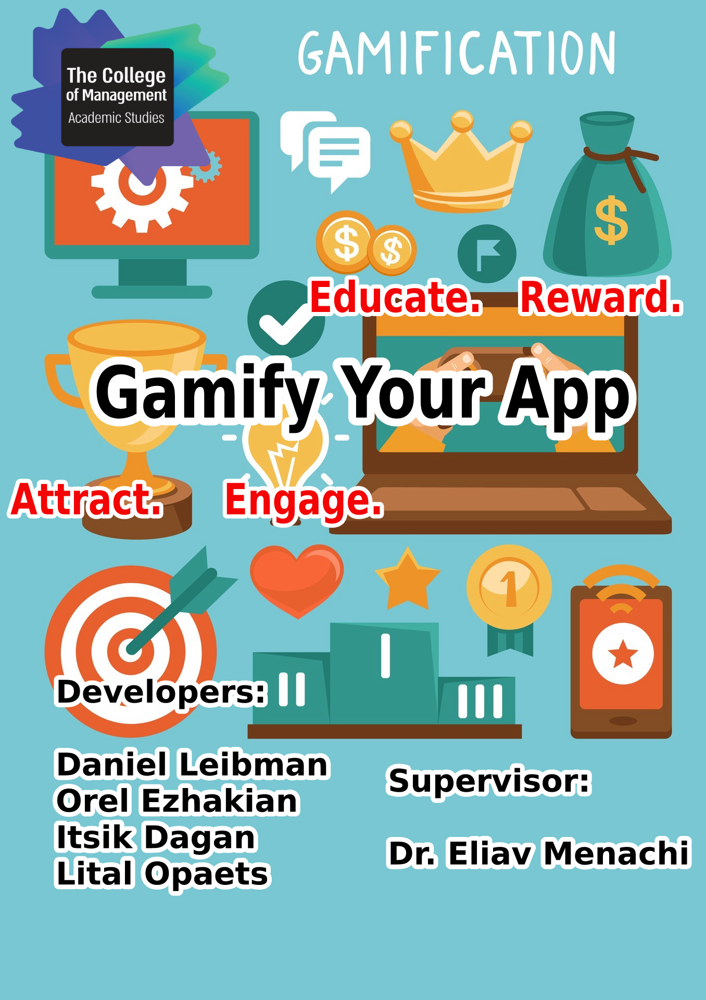 The College
of Management
Academic Studies
GAMIFICATION
$
$ $
Educate. Reward.
Gamify Your App
Attract. Engage.
1
I
II
III
Developers:
Daniel Leibman
Orel Ezhakian
Itsik Dagan
Lital Opaets
Supervisor:
Dr. Eliav Menachi